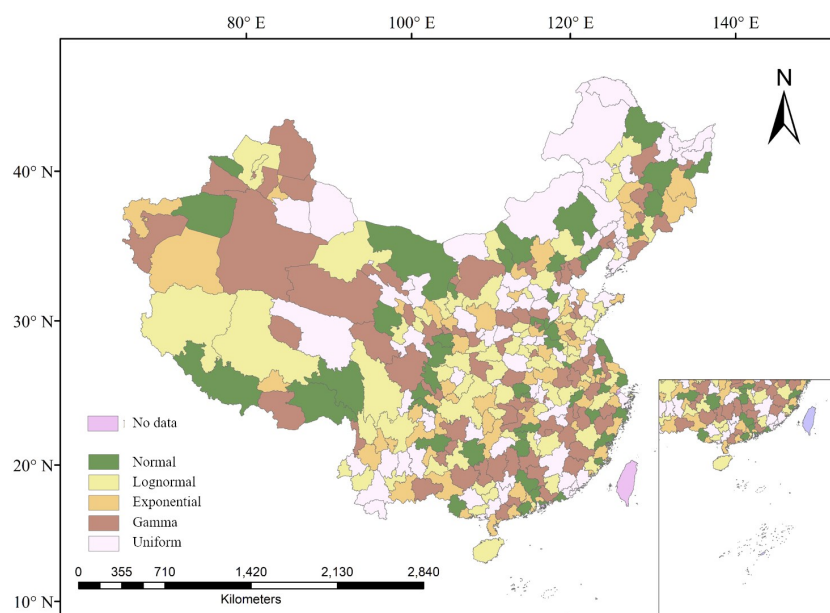 80° E 100° E 120° E 140° E
N
40° N
30° N
20° N
10° N
No data
Normal
Lognormal
Exponential
Gamma
Uniform
0 355 710 1,420 2,130 2,840
Kilometers